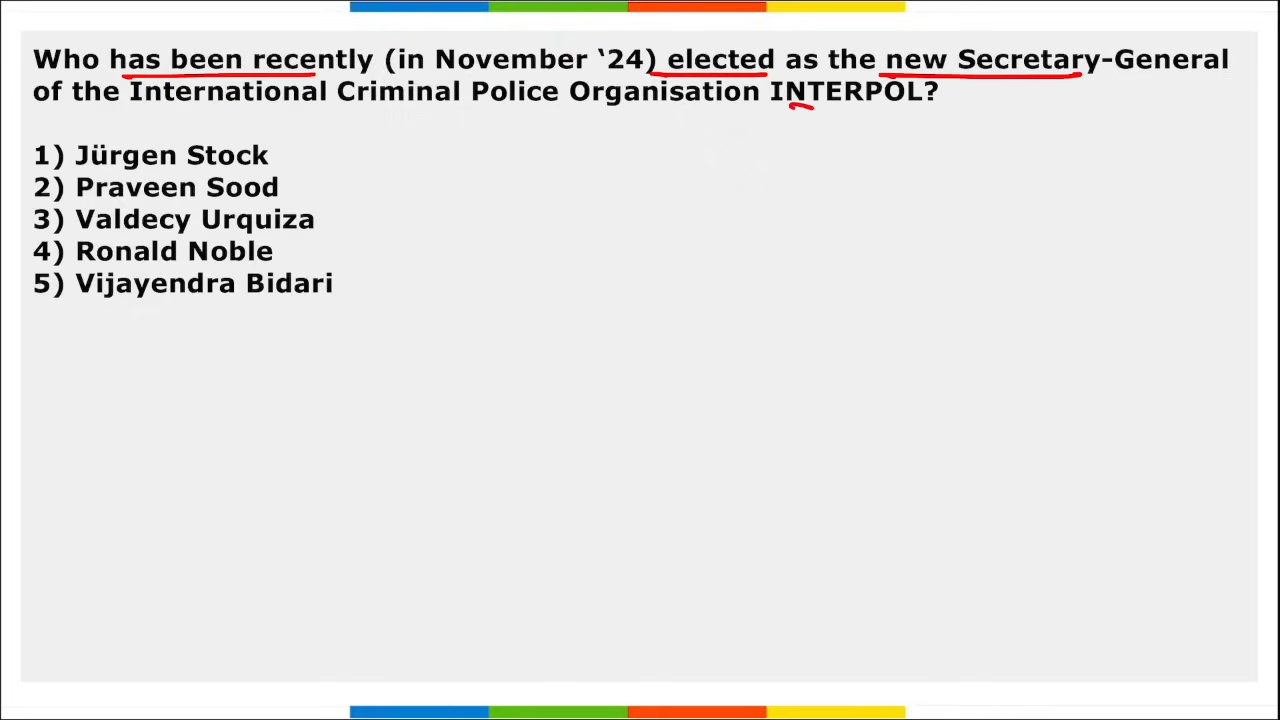 Who has been recently (in November ‘24) elected as the new Secretary-General
of the International Criminal Police Organisation INTERPOL?
1) Jürgen Stock
2) Praveen Sood
3) Valdecy Urquiza
4) Ronald Noble
5) Vijayendra Bidari